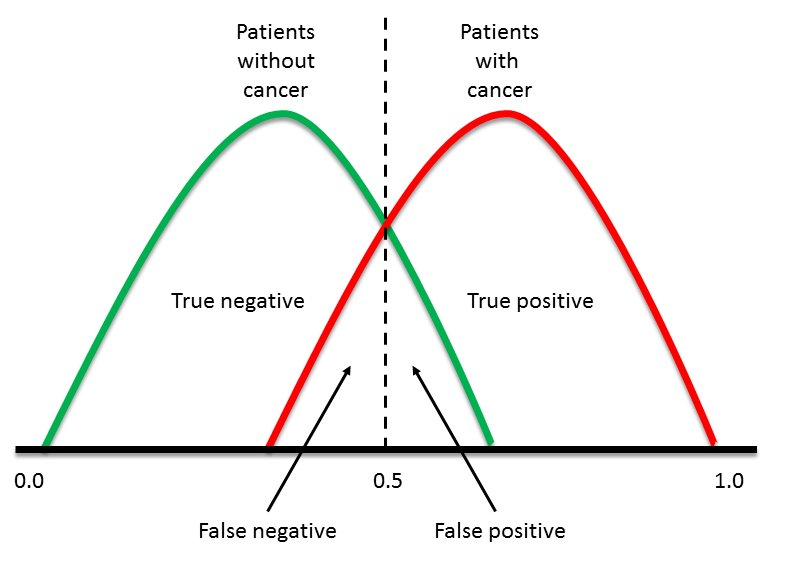 Patients
without
cancer
Patients
with
cancer
True negative
True positive
0.0
0.5
1.0
False negative
False positive